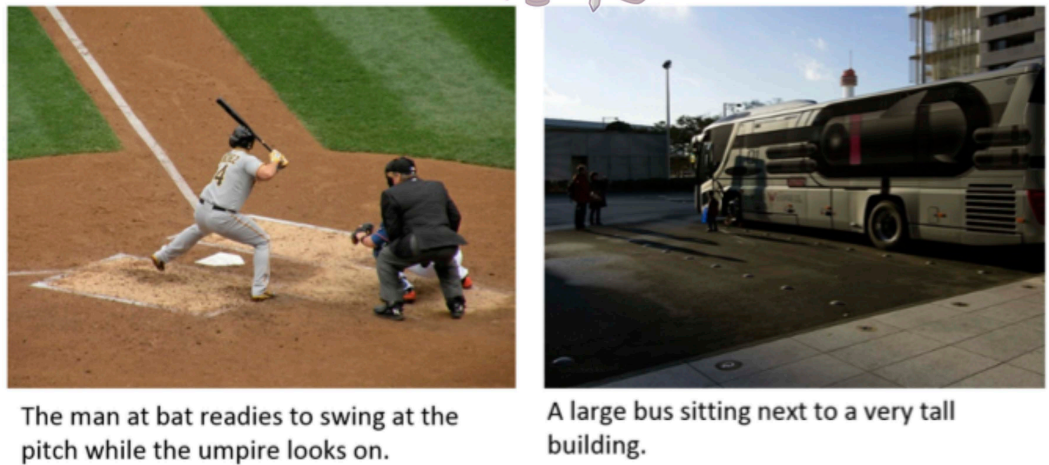 The man at bat readies to swing at the
pitch while the umpire looks on.
A large bus sitting next to a very tall
building.